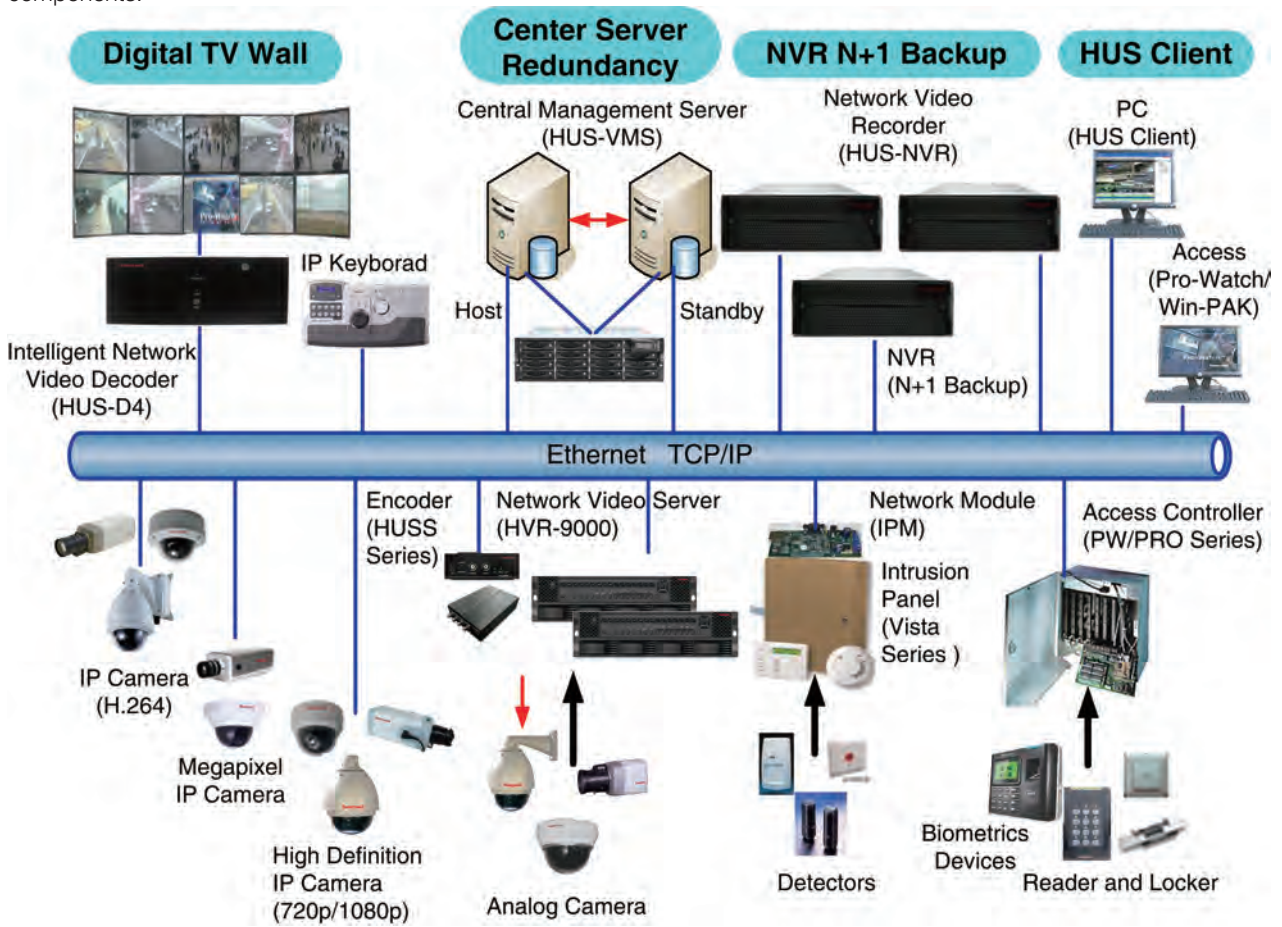 components.
Digital TV Wall
Center Server
Redundancy
NVR N+1 Backup
HUS Client
Central Management Server
(HUS-VMS)
Network Video
Recorder
(HUS-NVR)
PC
(HUS Client)
IP Keyborad
Access
(Pro-Watch/
Win-PAK)
Host
Standby
Intelligent Network
Video Decoder
(HUS-D4)
NVR
(N+1 Backup)
Ethernet TCP/IP
Encoder
(HUSS
Series)
Network Video Server
(HVR-9000)
Network Module
(IPM)
Access Controller
(PW/PRO Series)
Intrusion
Panel
(Vista
Series )
IP Camera
(H.264)
Megapixel
IP Camera
High Definition
IP Camera
(720p/1080p)
Analog Camera
Detectors
Biometrics
Devices
Reader and Locker